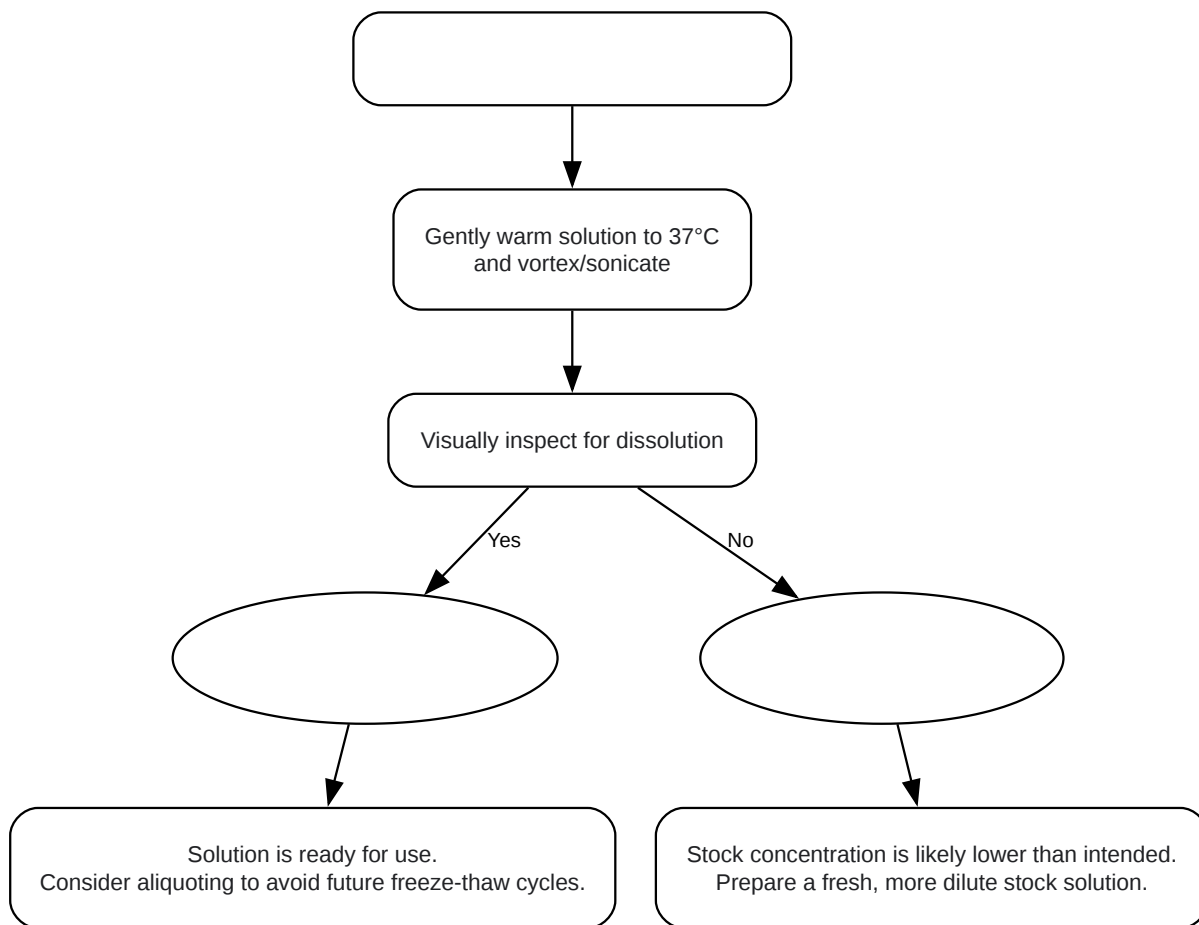 Gently warm solution to 37°C
and vortex/sonicate
Visually inspect for dissolution
Yes
No
Solution is ready for use.
Consider aliquoting to avoid future freeze-thaw cycles.
Stock concentration is likely lower than intended.
Prepare a fresh, more dilute stock solution.